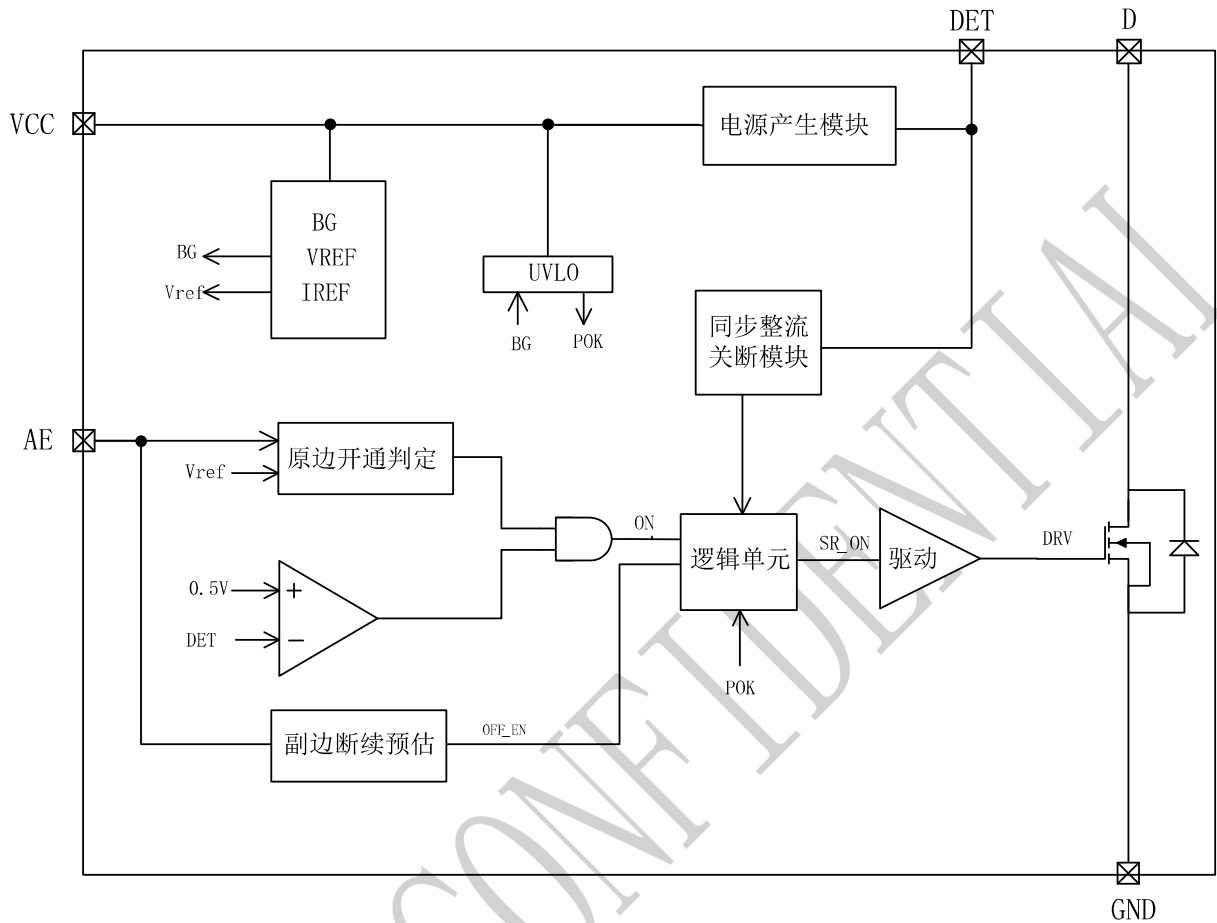 DET
D
VCC
电源产生模块
BG
VREF
IREF
BG
Vref
UVLO
BG
POK
同步整流
关断模块
AE
原边开通判定
Vref
ON
逻辑单元
SR_ON
驱动
DRV
0.5V
+
DET
−
POK
副边断续预估
OFF_EN
GND
CONFIDENTIAL